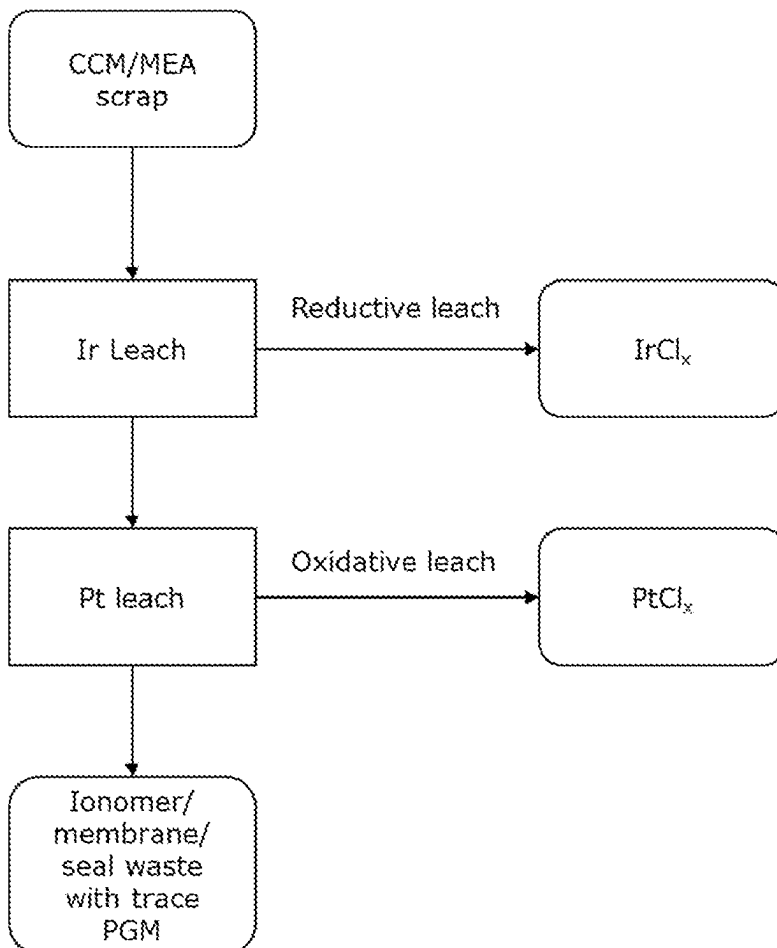 CCM/MEA
scrap
Ir Leach
Reductive leach
IrClₓ
Pt leach
Oxidative leach
PtClₓ
Ionomer/
membrane/
seal waste
with trace
PGM